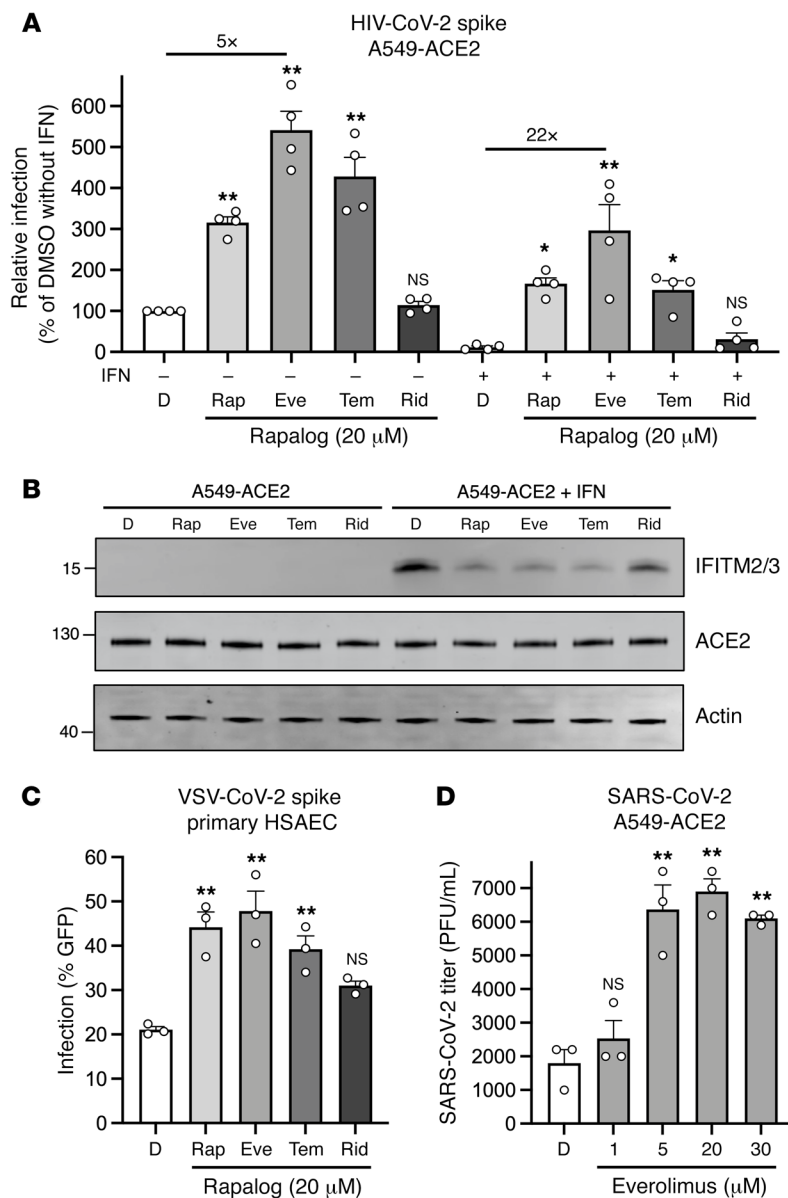 A
HIV-CoV-2 spike
A549-ACE2
5×
22×
Relative infection
(% of DMSO without IFN)
600
500
400
300
200
100
0
** ** ** NS * ** * NS
** 
IFN – – – – – + + + + +
D Rap Eve Tem Rid D Rap Eve Tem Rid
Rapalog (20 μM) Rapalog (20 μM)
B
A549-ACE2 A549-ACE2 + IFN
D Rap Eve Tem Rid D Rap Eve Tem Rid
15 IFITM2/3
130 ACE2
Actin
40
C
VSV-CoV-2 spike
primary HSAEC
Infection (% GFP)
60
50
40
30
20
10
0
** ** ** NS
D Rap Eve Tem Rid
Rapalog (20 μM)
D
SARS-CoV-2
A549-ACE2
SARS-CoV-2 titer (PFU/mL)
7000
6000
5000
4000
3000
2000
1000
0
NS ** ** **
D 1 5 20 30
Everolimus (μM)